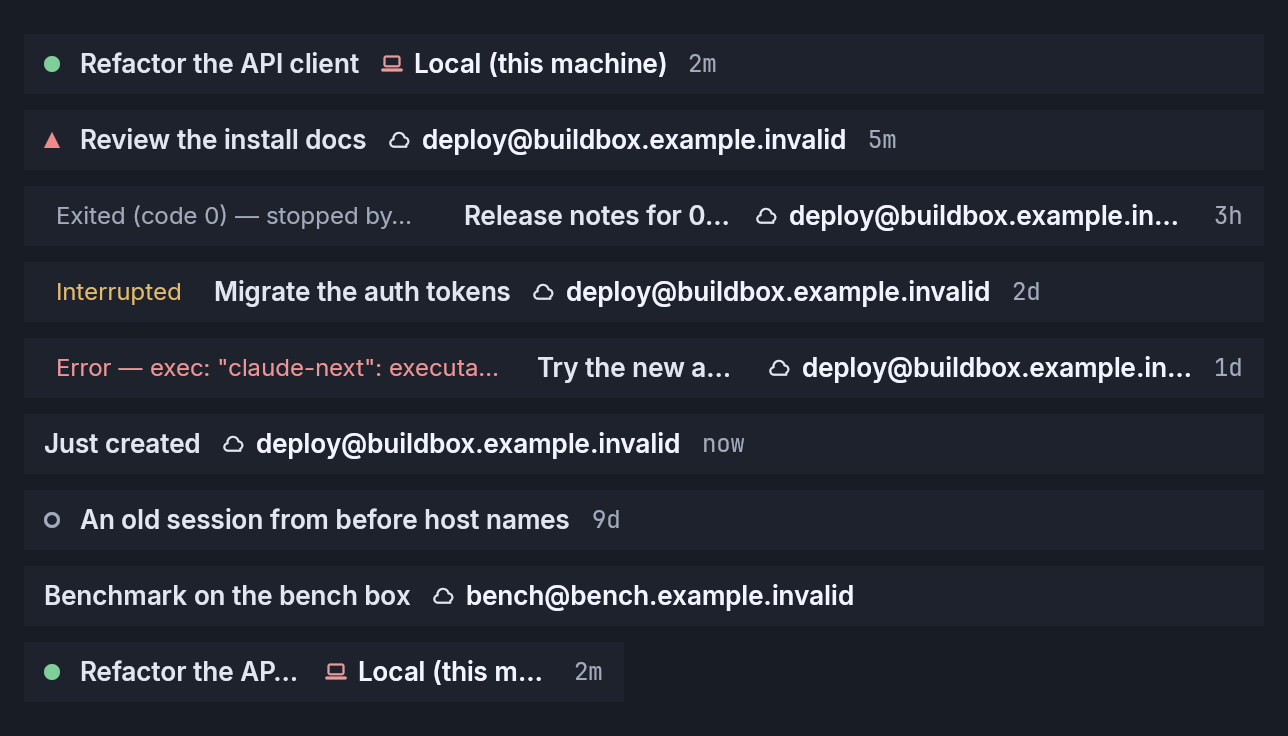 Refactor the API client Local (this machine) 2m
Review the install docs deploy@buildbox.example.invalid 5m
Exited (code 0) — stopped by… Release notes for 0… deploy@buildbox.example.in… 3h
Interrupted Migrate the auth tokens deploy@buildbox.example.invalid 2d
Error — exec: "claude-next": executa… Try the new a… deploy@buildbox.example.in… 1d
Just created deploy@buildbox.example.invalid now
An old session from before host names 9d
Benchmark on the bench box bench@bench.example.invalid
Refactor the AP… Local (this m… 2m